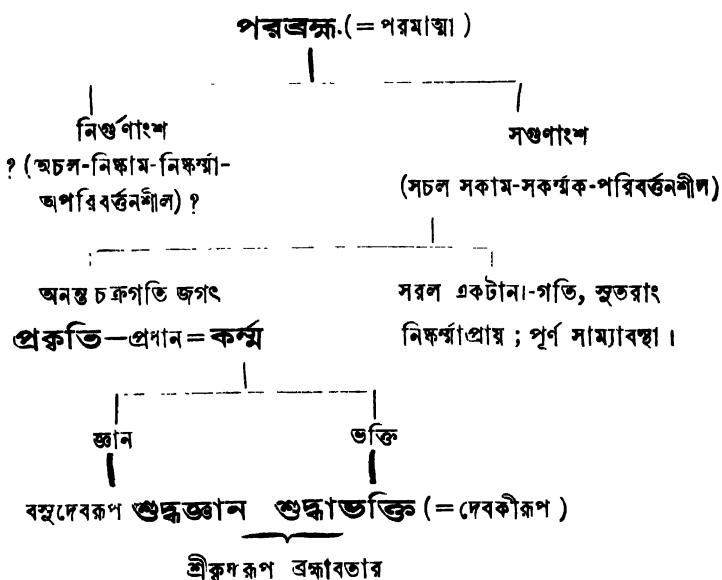 পরব্রহ্ম.(= পরমাত্মা )
নির্গুণাংশ
সগুণাংশ
? (অচল-নিষ্কাম-নিষ্কর্ম্মা-
অপরিবর্ত্তনশীল) ?
(সচল সকাম-সকর্ম্মক-পরিবর্ত্তনশীল)
অনন্ত চক্রগতি জগৎ
প্রকৃতি—প্রধান = কর্ম্ম
সরল একটানা-গতি, সুতরাং
নিষ্কর্ম্মাপ্রায় ; পূর্ণ সাম্যাবস্থা ।
জ্ঞান
ভক্তি
বসুদেবরূপ শুদ্ধজ্ঞান শুদ্ধাভক্তি (= দেবকীরূপ )
শ্রীকৃষ্ণরূপ ব্রহ্মাবতার